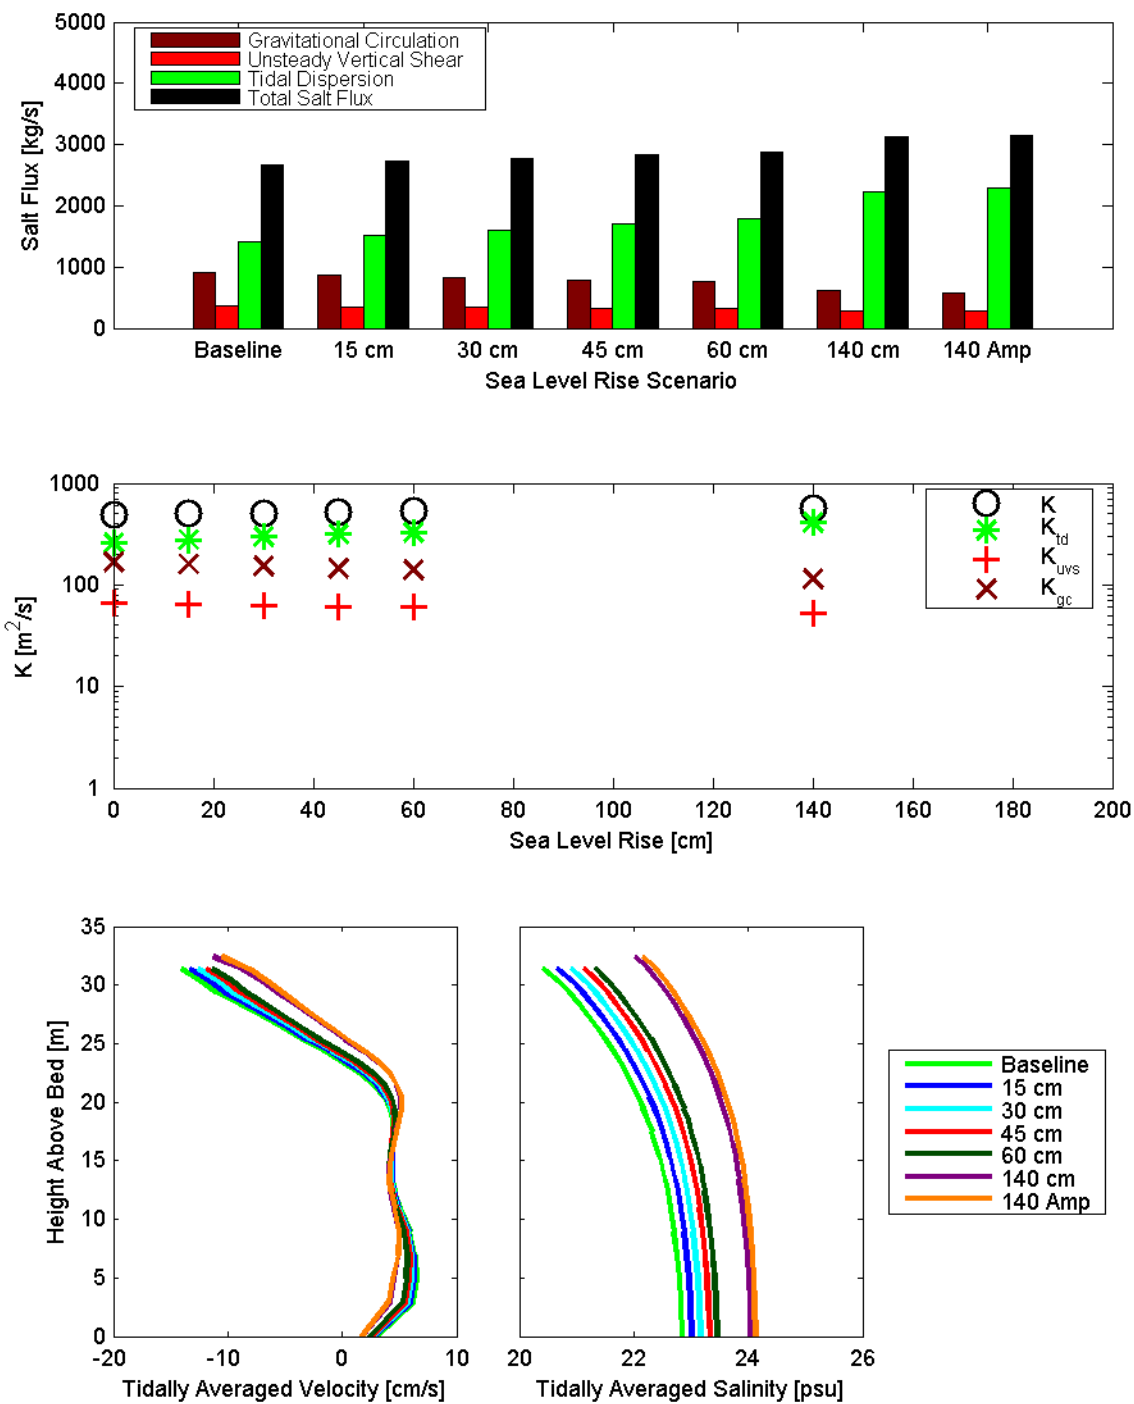 5000
4000
3000
2000
1000
0
Salt Flux [kg/s]
Gravitational Circulation
Unsteady Vertical Shear
Tidal Dispersion
Total Salt Flux
Baseline 15 cm 30 cm 45 cm 60 cm 140 cm 140 Amp
Sea Level Rise Scenario
1000
100
10
1
K [m2/s]
K
Ktd
Kuvs
Kgc
0 20 40 60 80 100 120 140 160 180 200
Sea Level Rise [cm]
35
30
25
20
15
10
5
0
Height Above Bed [m]
-20 -10 0 10
Tidally Averaged Velocity [cm/s]
20 22 24 26
Tidally Averaged Salinity [psu]
Baseline
15 cm
30 cm
45 cm
60 cm
140 cm
140 Amp